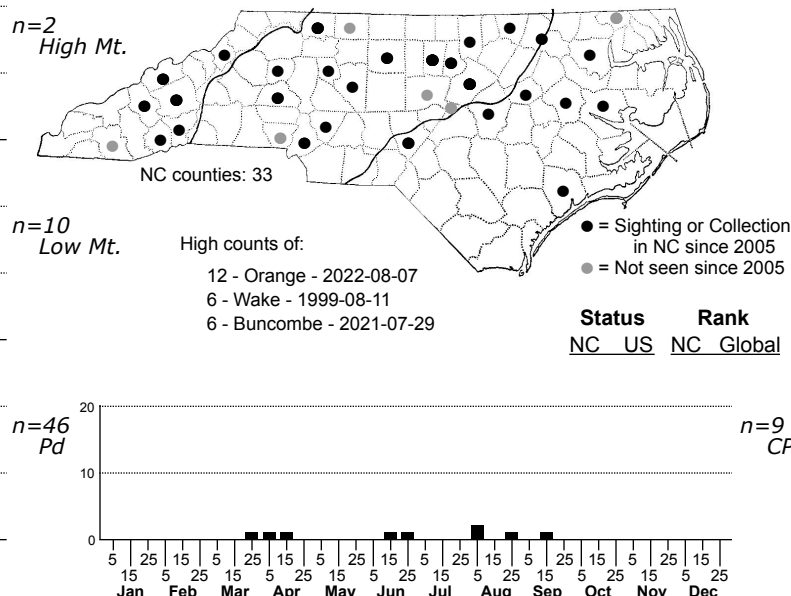 n=2
High Mt.
NC counties: 33
n=10
Low Mt.
High counts of:
12 - Orange - 2022-08-07
6 - Wake - 1999-08-11
6 - Buncombe - 2021-07-29
● = Sighting or Collection
in NC since 2005
● = Not seen since 2005
Status Rank
NC US NC Global
n=46
Pd
n=9
CP
20
10
0
5 25 15 5 25 15 5 25 15 5 25 15 5 25 15 5 25 15
15 5 25 15 5 25 15 5 25 15 5 25 15 5 25 15 5 25
Jan Feb Mar Apr May Jun Jul Aug Sep Oct Nov Dec